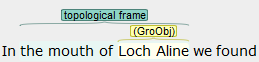 topological frame
(GroObj)
In the mouth of Loch Aline we found